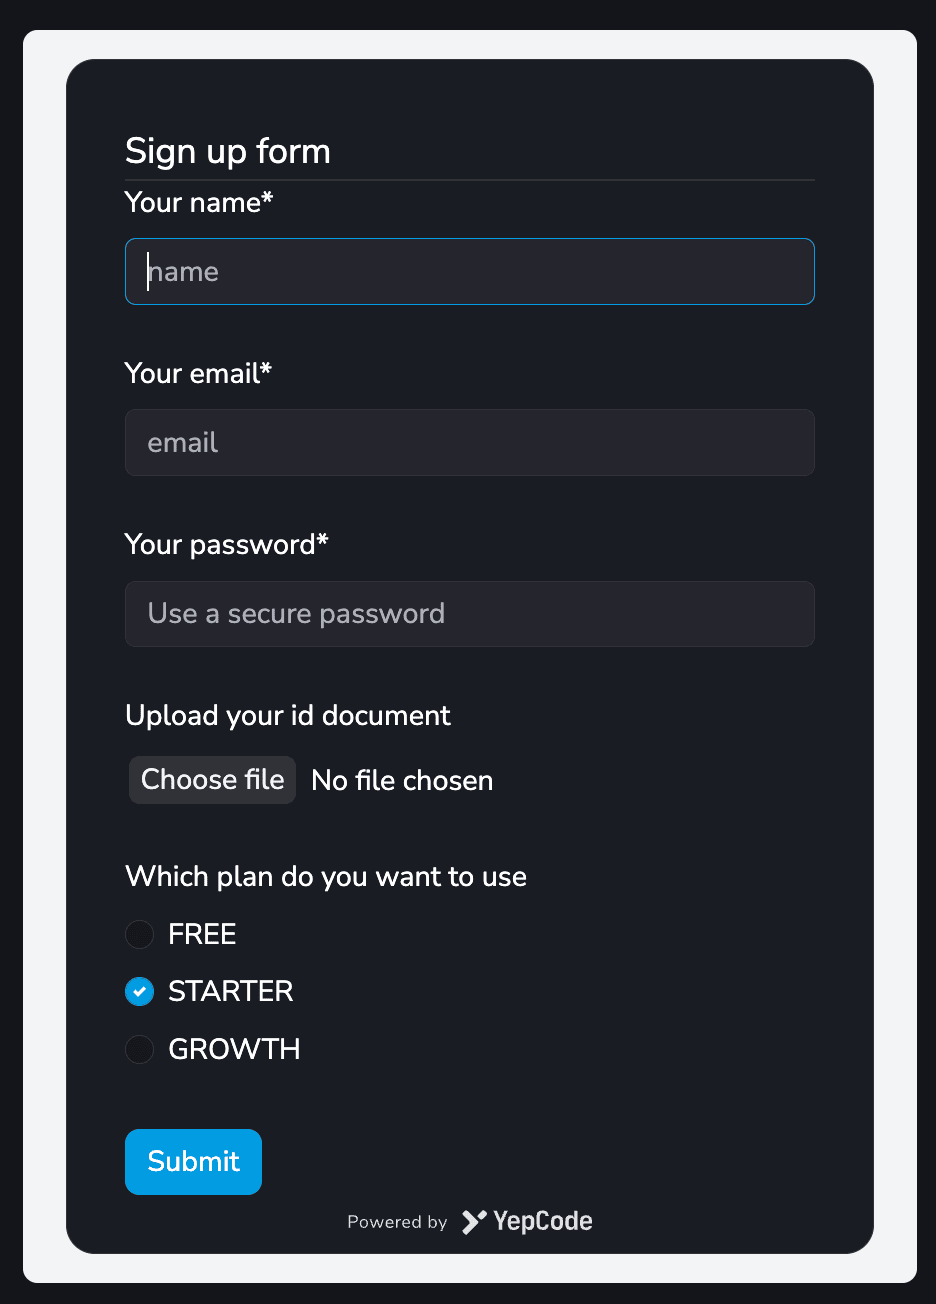 Sign up form
Your name*
name
Your email*
email
Your password*
Use a secure password
Upload your id document
Choose file No file chosen
Which plan do you want to use
FREE
STARTER
GROWTH
Submit
Powered by YepCode